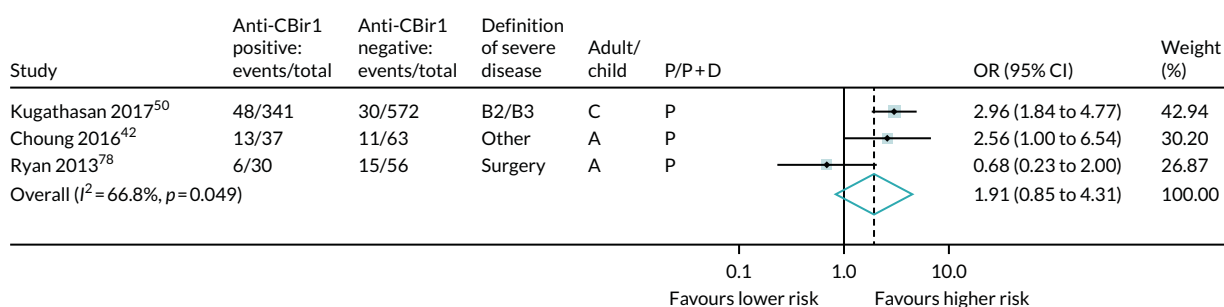 Study Anti-CBir1 positive: events/total Anti-CBir1 negative: events/total Definition of severe disease Adult/ child P/P + D OR (95% CI) Weight (%)
Kugathasan 2017⁵⁰ 48/341 30/572 B2/B3 C P 2.96 (1.84 to 4.77) 42.94
Choung 2016⁴² 13/37 11/63 Other A P 2.56 (1.00 to 6.54) 30.20
Ryan 2013⁷⁸ 6/30 15/56 Surgery A P 0.68 (0.23 to 2.00) 26.87
Overall (I² = 66.8%, p = 0.049) 1.91 (0.85 to 4.31) 100.00
0.1 1.0 10.0
Favours lower risk Favours higher risk